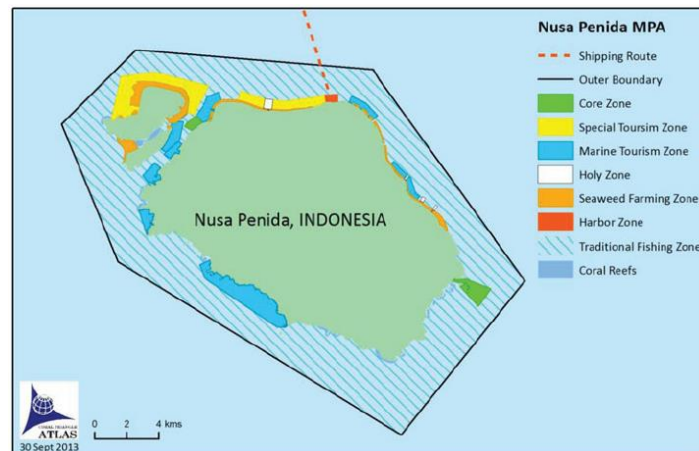 Nusa Penida MPA
Shipping Route
Outer Boundary
Core Zone
Special Toursim Zone
Marine Tourism Zone
Holy Zone
Seaweed Farming Zone
Harbor Zone
Traditional Fishing Zone
Coral Reefs
Nusa Penida, INDONESIA
CORAL TRIANGLE
ATLAS
30 Sept 2013
0 2 4 kms